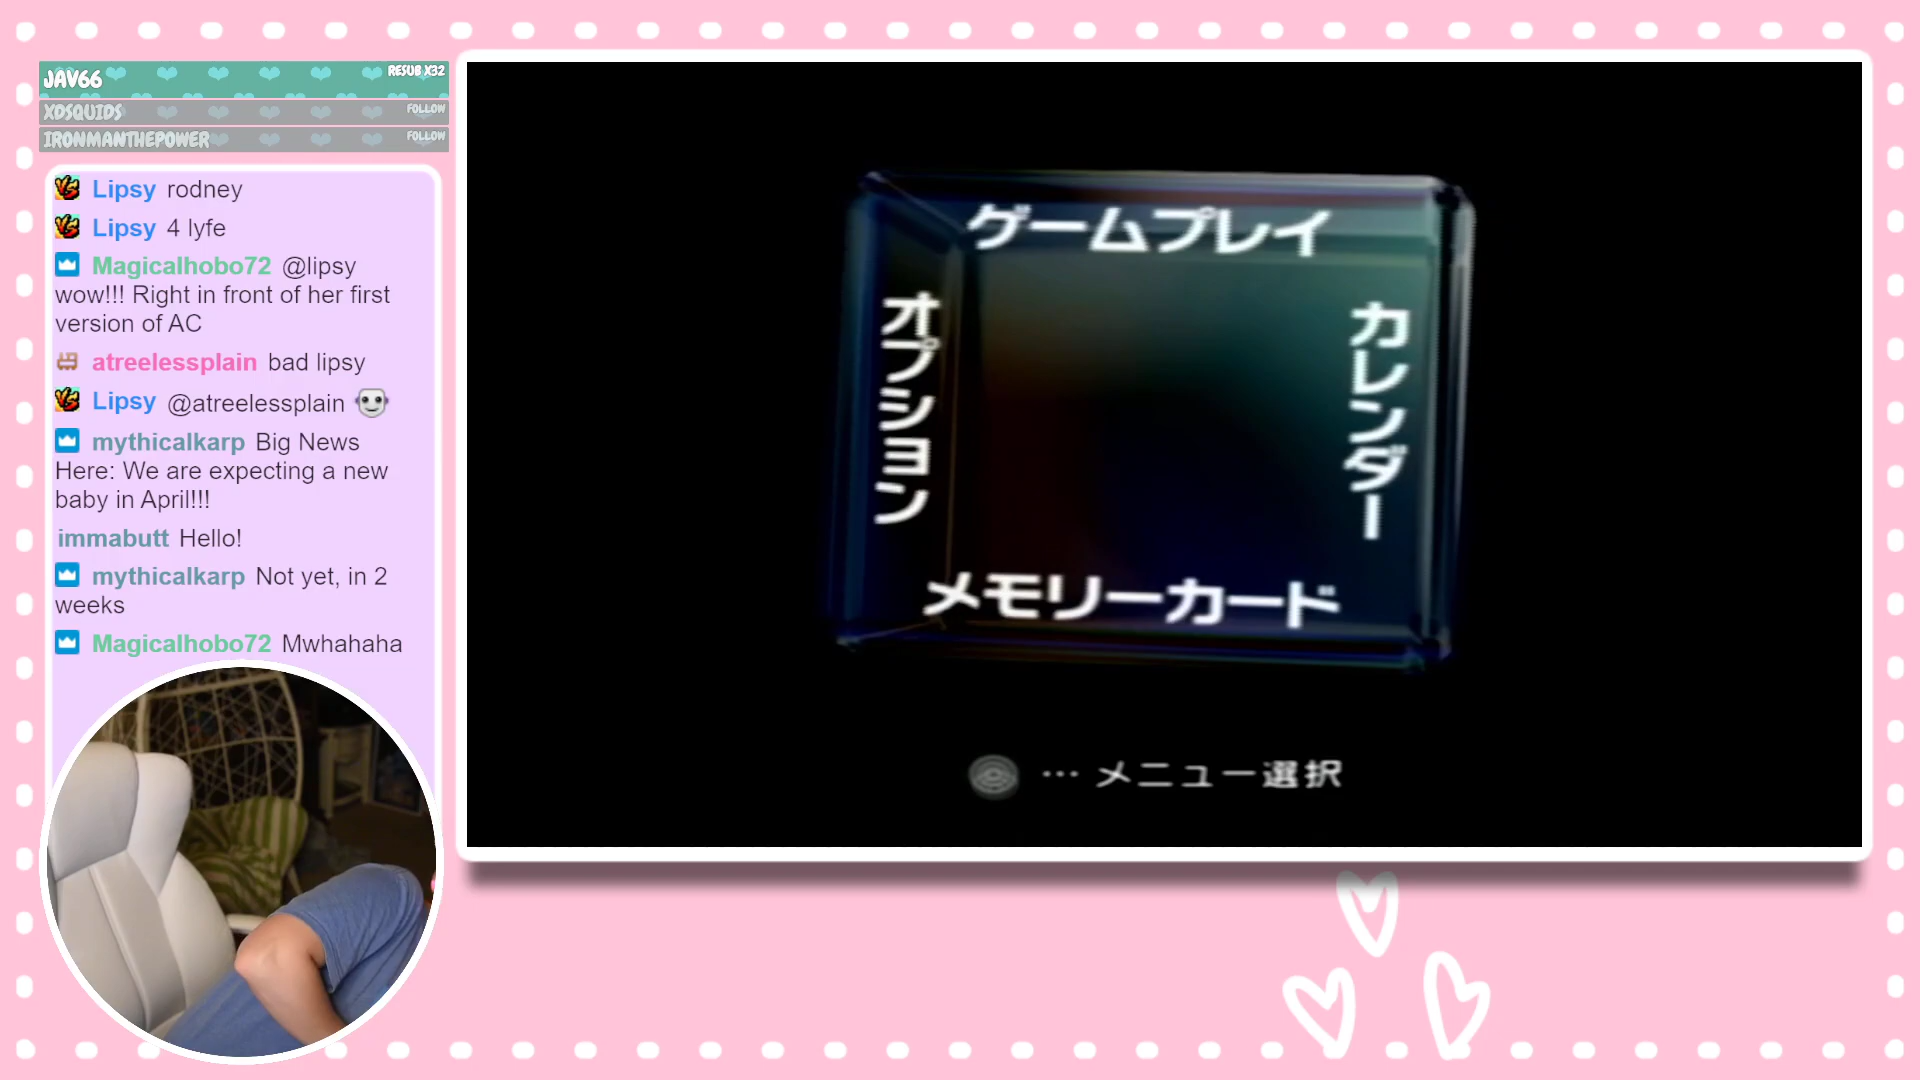 JAV66 RESUB X32
XDSQUIDS FOLLOW
IRONMANTHEPOWER FOLLOW
Lipsy rodney
Lipsy 4 lyfe
Magicalhobo72 @lipsy
wow!!! Right in front of her first
version of AC
atreelessplain bad lipsy
Lipsy @atreelessplain
mythicalkarp Big News
Here: We are expecting a new
baby in April!!!
immabutt Hello!
mythicalkarp Not yet, in 2
weeks
Magicalhobo72 Mwhahaha
ゲームプレイ
オプション
カレンダー
メモリーカード
… メニュー選択